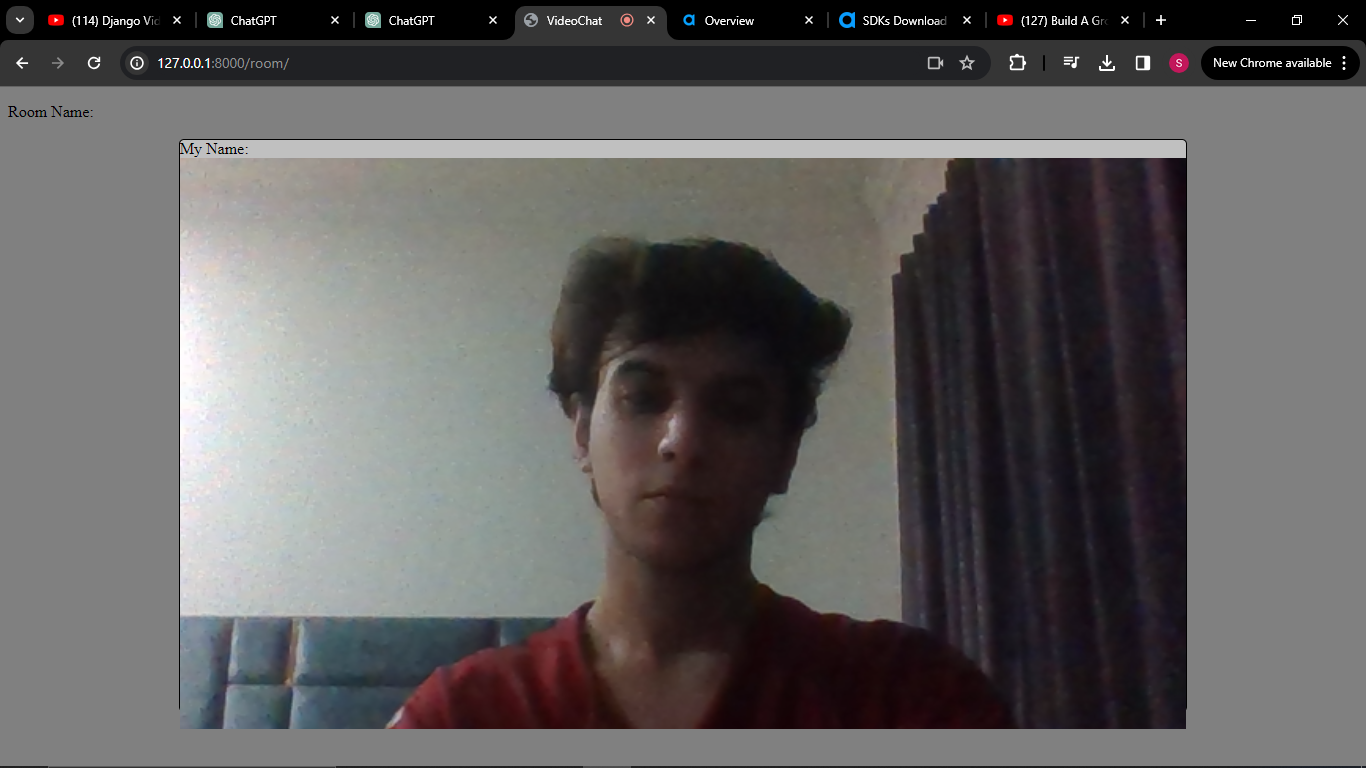 (114) Django Vid
ChatGPT
ChatGPT
VideoChat
Overview
SDKs Download
(127) Build A Gro
127.0.0.1:8000/room/
S
New Chrome available
Room Name:
My Name: